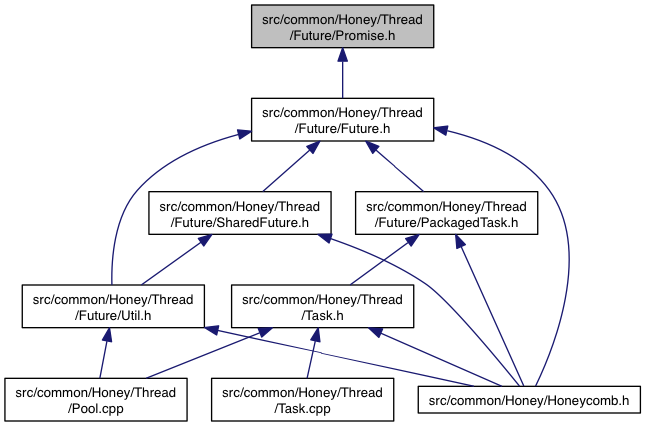 src/common/Honey/Thread
/Future/Promise.h
src/common/Honey/Thread
/Future/Future.h
src/common/Honey/Thread
/Future/SharedFuture.h
src/common/Honey/Thread
/Future/PackagedTask.h
src/common/Honey/Thread
/Future/Util.h
src/common/Honey/Thread
/Task.h
src/common/Honey/Thread
/Pool.cpp
src/common/Honey/Thread
/Task.cpp
src/common/Honey/Honeycomb.h